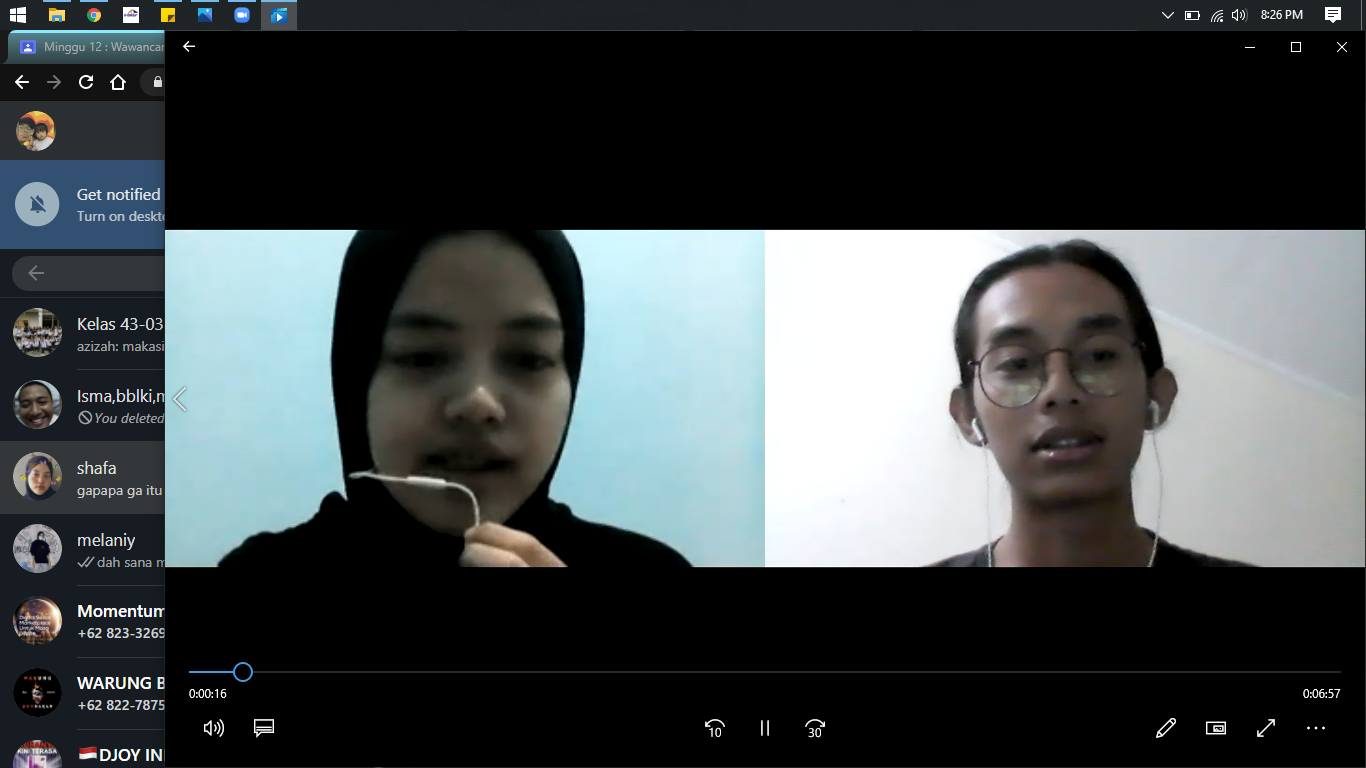 8:26 PM
Minggu 12 : Wawancar
Get notified
Turn on deskto
Kelas 43-03
azizah: makasi
Isma,bblki,m
You deleted
shafa
gapapa ga itu
melaniy
dah sana m
Momentum
+62 823-3269
WARUNG B
+62 822-7875
DJOY IN
0:00:16
0:06:57
10
30